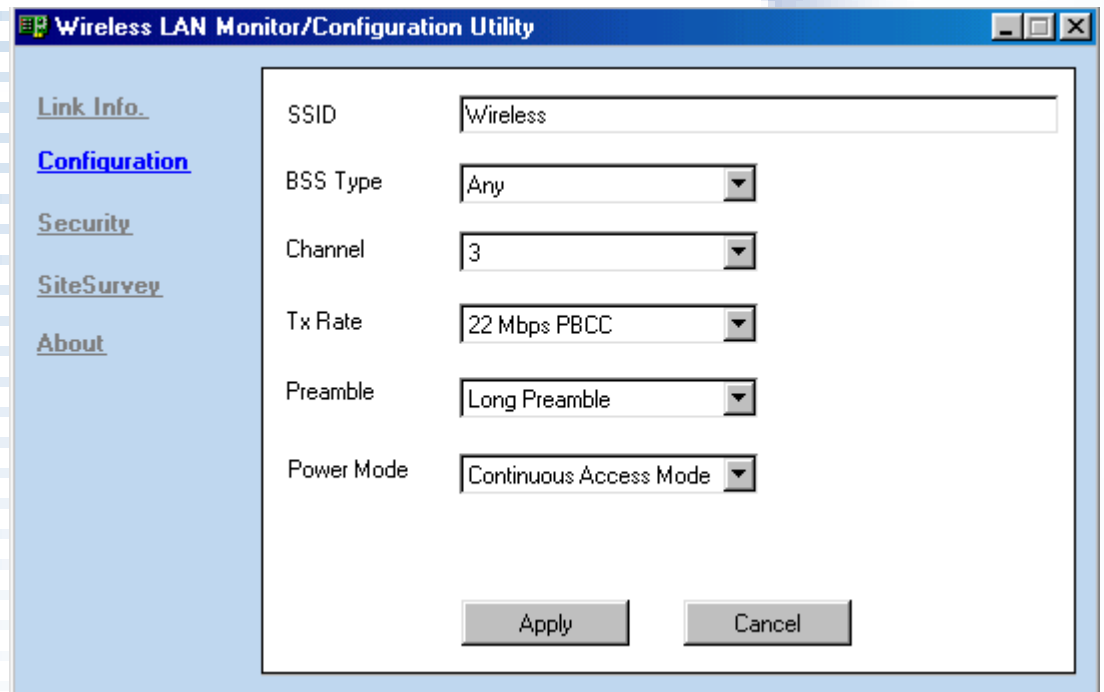 Wireless LAN Monitor/Configuration Utility
Link Info.
Configuration
Security
SiteSurvey
About
SSID Wireless
BSS Type Any
Channel 3
Tx Rate 22 Mbps PBCC
Preamble Long Preamble
Power Mode Continuous Access Mode
Apply Cancel